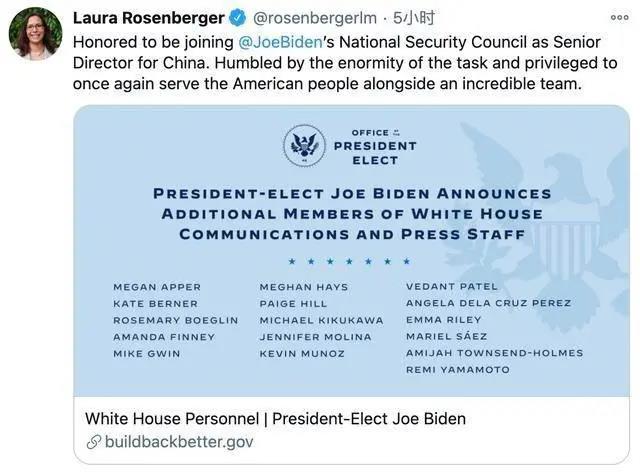 Laura Rosenberger @rosenbergerlm · 5小时
Honored to be joining @JoeBiden's National Security Council as Senior
Director for China. Humbled by the enormity of the task and privileged to
once again serve the American people alongside an incredible team.
OFFICE OF THE
PRESIDENT
ELECT
PRESIDENT-ELECT JOE BIDEN ANNOUNCES
ADDITIONAL MEMBERS OF WHITE HOUSE
COMMUNICATIONS AND PRESS STAFF
MEGAN APPER
KATE BERNER
ROSEMARY BOEGLIN
AMANDA FINNEY
MIKE GWIN
MEGHAN HAYS
PAIGE HILL
MICHAEL KIKUKAWA
JENNIFER MOLINA
KEVIN MUNOZ
VEDANT PATEL
ANGELA DELA CRUZ PEREZ
EMMA RILEY
MARIEL SÁEZ
AMIJAH TOWNSEND-HOLMES
REMI YAMAMOTO
White House Personnel | President-Elect Joe Biden
buildbackbetter.gov